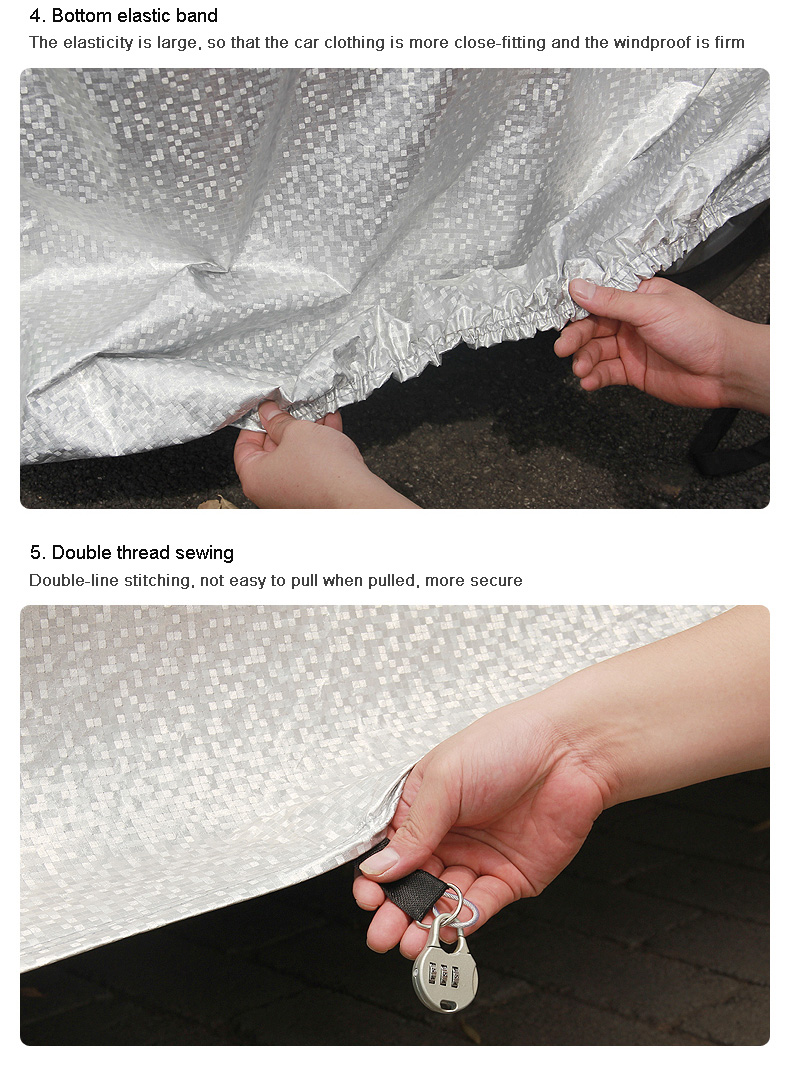 4. Bottom elastic band
The elasticity is large, so that the car clothing is more close-fitting and the windproof is firm
5. Double thread sewing
Double-line stitching, not easy to pull when pulled, more secure